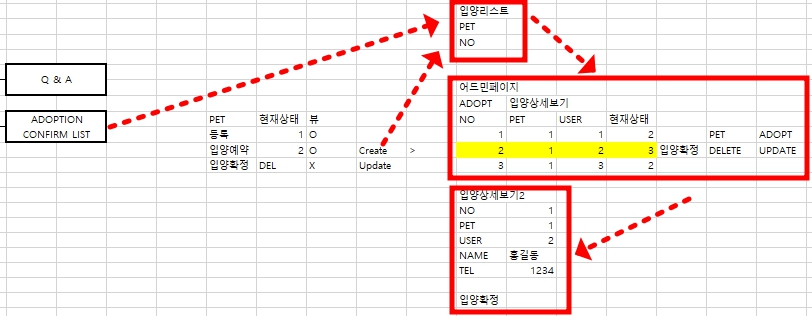 입양리스트
PET
NO
Q & A
ADOPTION
CONFIRM LIST
PET 현재상태 뷰
등록 1 O
입양예약 2 O Create >
입양확정 DEL X Update
어드민페이지
ADOPT 입양상세보기
NO PET USER 현재상태
1 1 1 2 PET ADOPT
2 1 2 3 입양확정 DELETE UPDATE
3 1 3 2
입양상세보기2
NO 1
PET 1
USER 2
NAME 홍길동
TEL 1234
입양확정